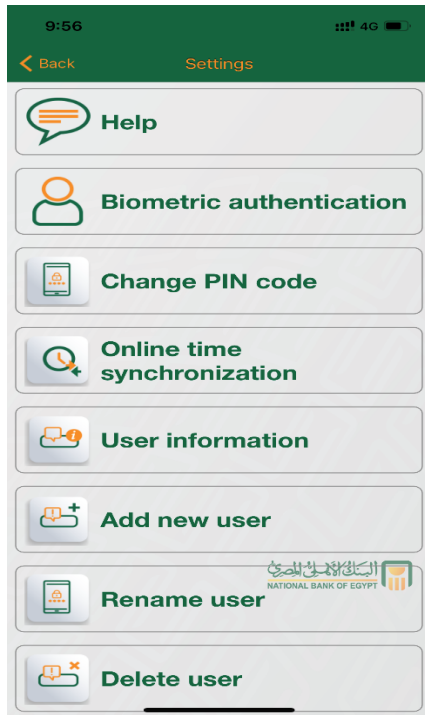 9:56
4G
Back
Settings
Help
Biometric authentication
Change PIN code
Online time
synchronization
User information
Add new user
البنك الأهلي المصري
NATIONAL BANK OF EGYPT
Rename user
Delete user